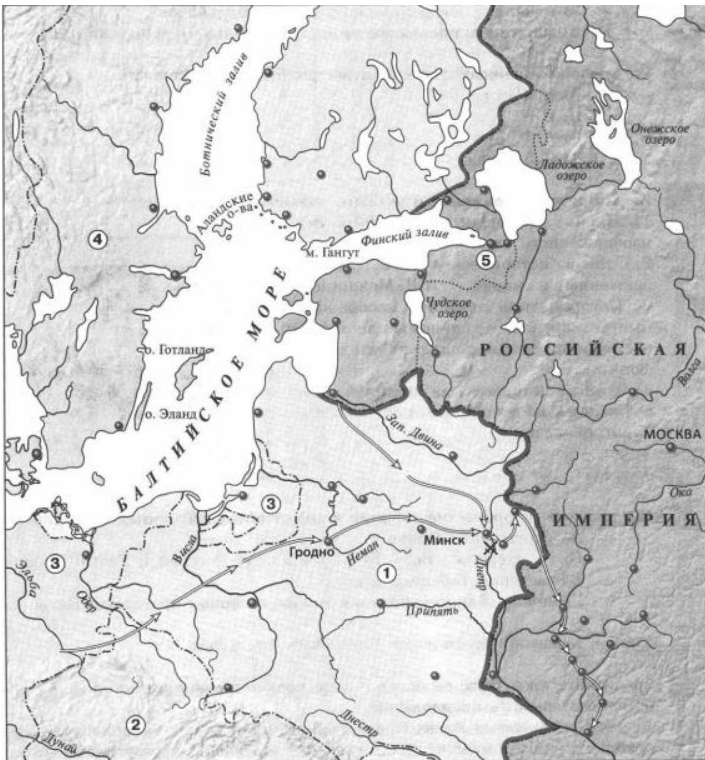 Ботнический залив
Онежское
озеро
Ладожское
озеро
Аландские
о-ва
④
м. Гангут
Финский залив
⑤
Чудское
озеро
БАЛТИЙСКОЕ МОРЕ
о. Готланд
РОССИЙСКАЯ
Волга
о. Эланд
Зап. Двина
МОСКВА
Ока
ИМПЕРИЯ
③
③
Висла
Гродно
Неман
Минск
Днепр
Эльба
Одер
①
Припять
②
Днестр
Дунай